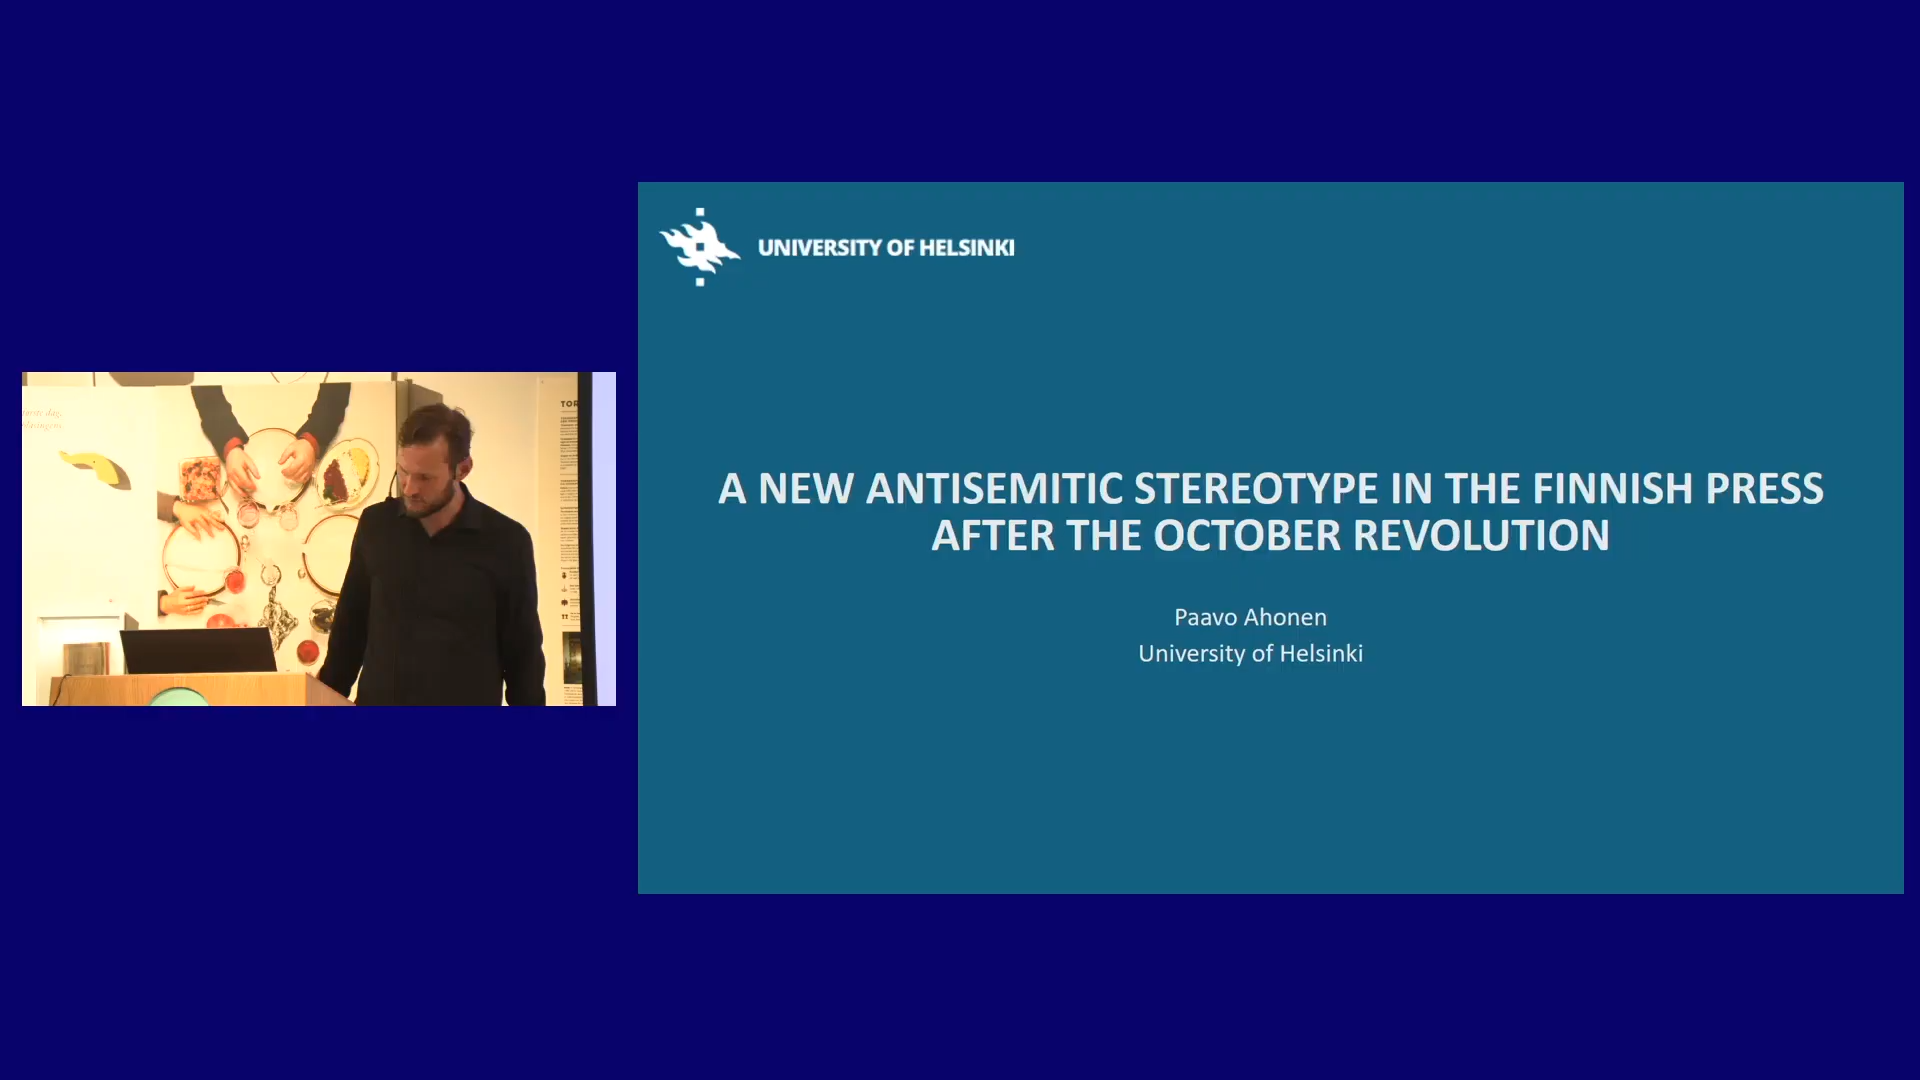 UNIVERSITY OF HELSINKI
A NEW ANTISEMITIC STEREOTYPE IN THE FINNISH PRESS
AFTER THE OCTOBER REVOLUTION
Paavo Ahonen
University of Helsinki